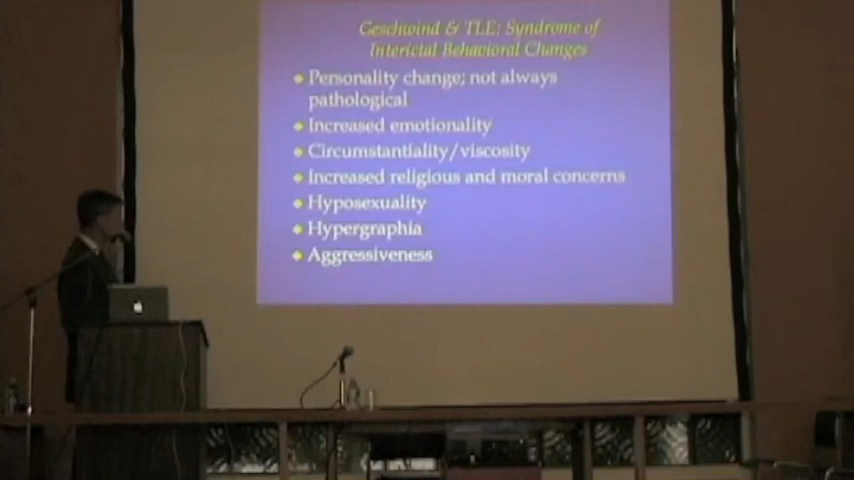 Geschwind & TLE: Syndrome of
Interictal Behavioral Changes
Personality change; not always
pathological
Increased emotionality
Circumstantiality/viscosity
Increased religious and moral concerns
Hyposexuality
Hypergraphia
Aggressiveness